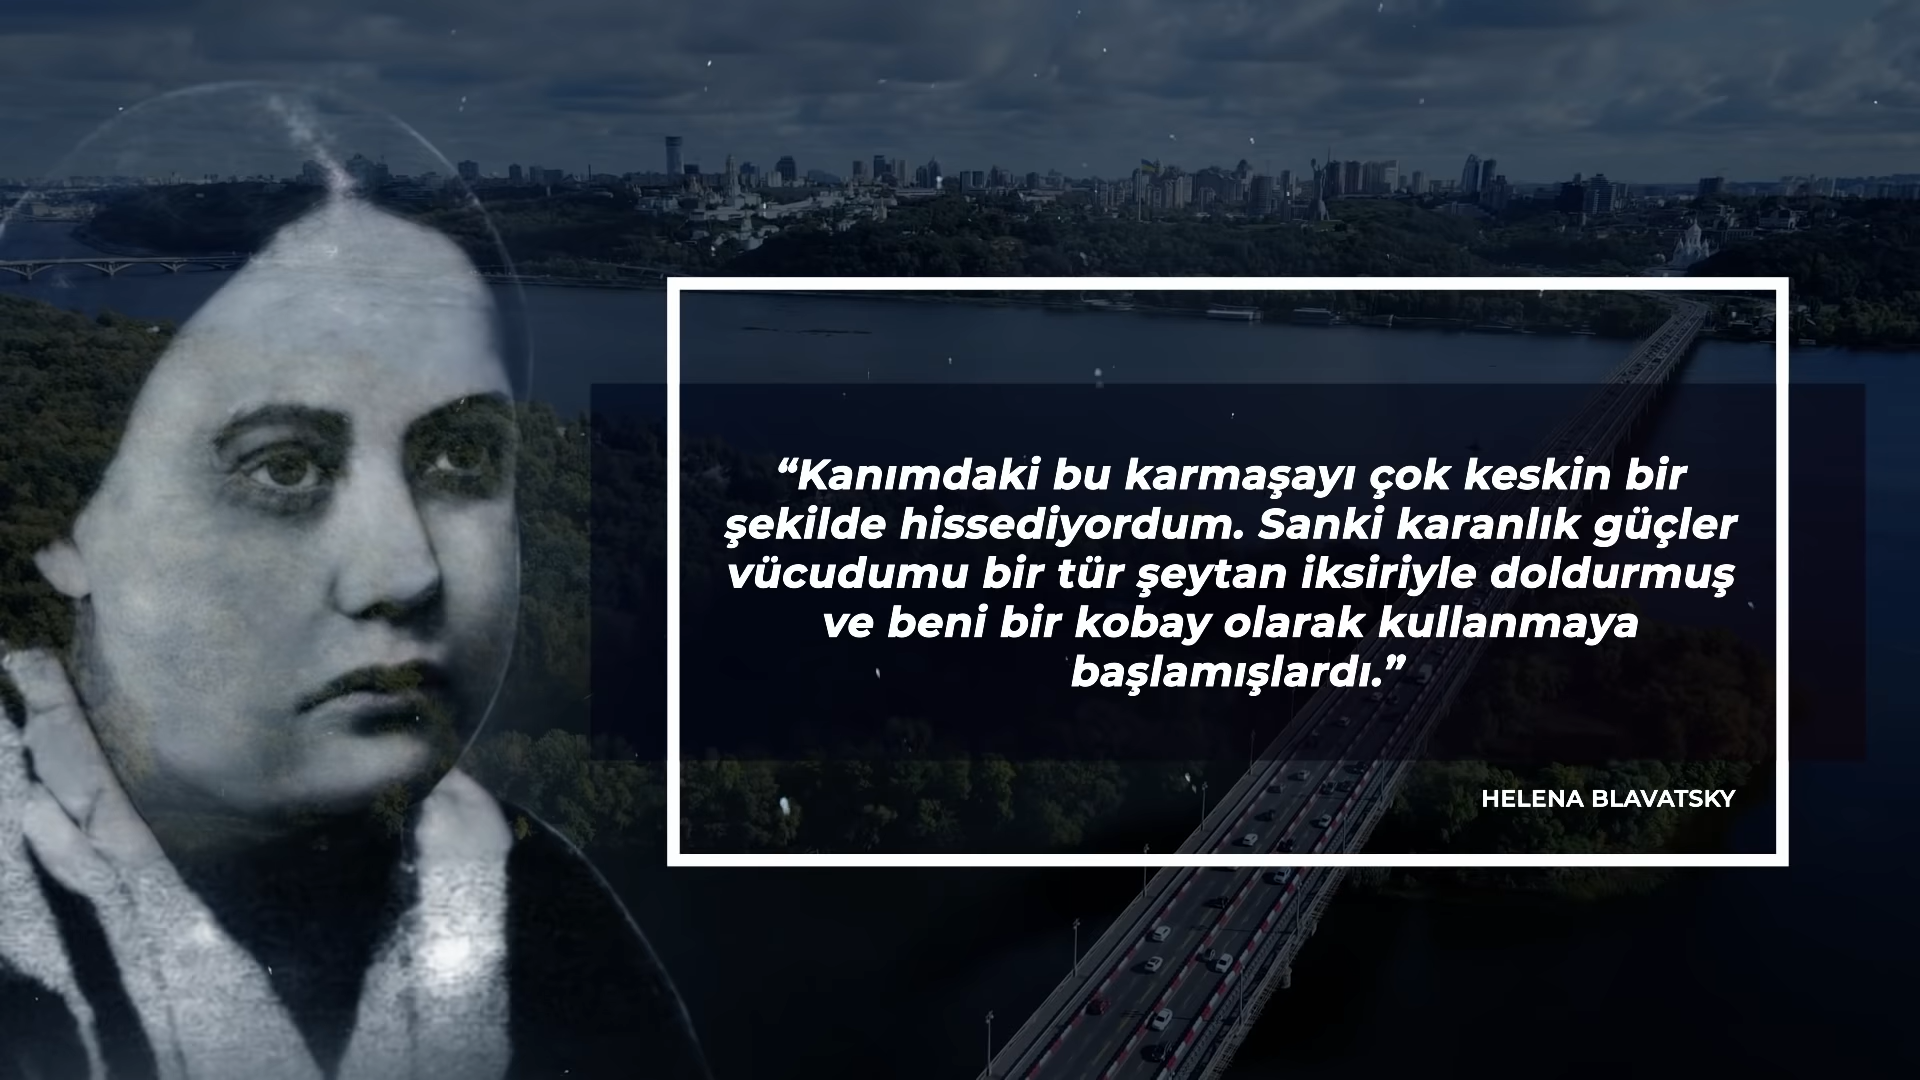 “Kanımdaki bu karmaşayı çok keskin bir
şekilde hissediyordum. Sanki karanlık güçler
vücudumu bir tür şeytan iksiriyle doldurmuş
ve beni bir kobay olarak kullanmaya
başlamışlardı.”
HELENA BLAVATSKY